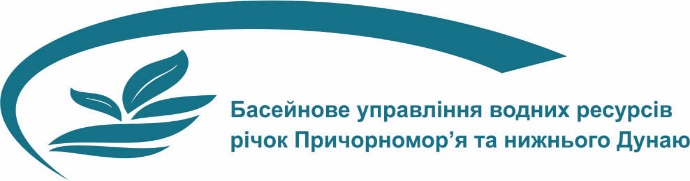 Басейнове управління водних ресурсів
річок Причорномор’я та нижнього Дунаю